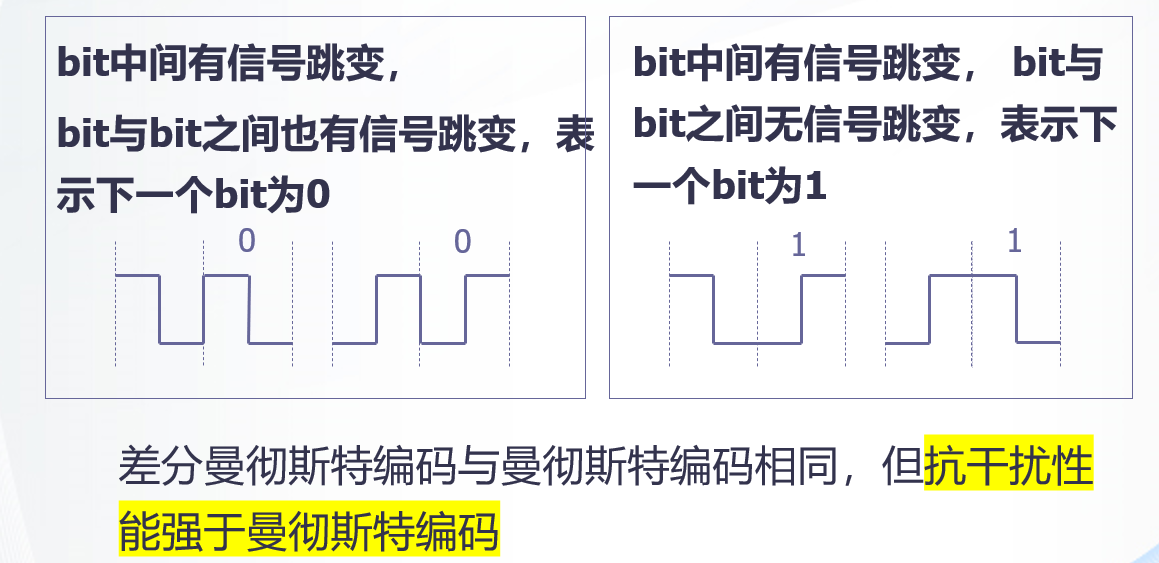 bit中间有信号跳变，
bit与bit之间也有信号跳变，表
示下一个bit为0
0
0
bit中间有信号跳变， bit与
bit之间无信号跳变，表示下
一个bit为1
1
1
差分曼彻斯特编码与曼彻斯特编码相同，但抗干扰性
能强于曼彻斯特编码